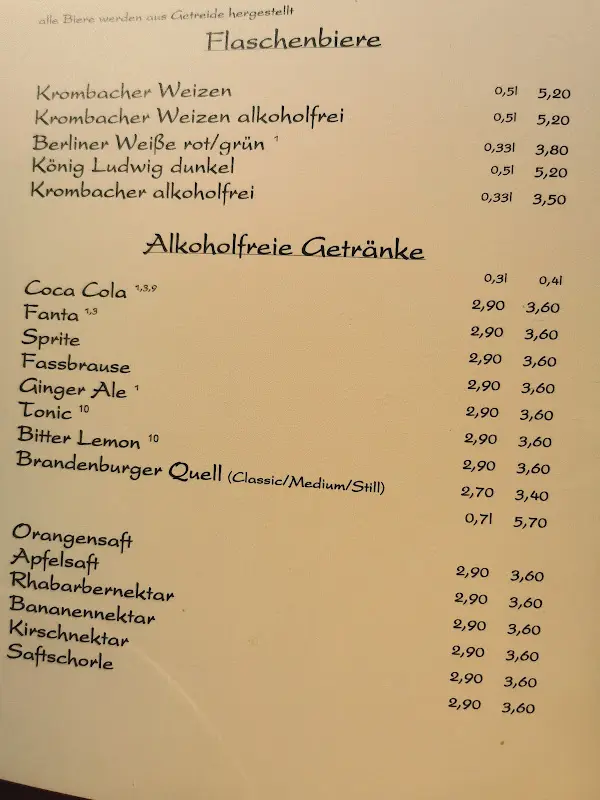 alle Biere werden aus Getreide hergestellt
Flaschenbiere
Krombacher Weizen 0,5l 5,20
Krombacher Weizen alkoholfrei 0,5l 5,20
Berliner Weiße rot/grün 1 0,33l 3,80
König Ludwig dunkel 0,5l 5,20
Krombacher alkoholfrei 0,33l 3,50
Alkoholfreie Getränke
0,3l 0,4l
Coca Cola 1,3,9 2,90 3,60
Fanta 1,3 2,90 3,60
Sprite 2,90 3,60
Fassbrause 2,90 3,60
Ginger Ale 1 2,90 3,60
Tonic 10 2,90 3,60
Bitter Lemon 10 2,90 3,60
Brandenburger Quell (Classic/Medium/Still) 2,70 3,40
0,7l 5,70
Orangensaft 2,90 3,60
Apfelsaft 2,90 3,60
Rhabarbernektar 2,90 3,60
Bananennektar 2,90 3,60
Kirschnektar 2,90 3,60
Saftschorle 2,90 3,60